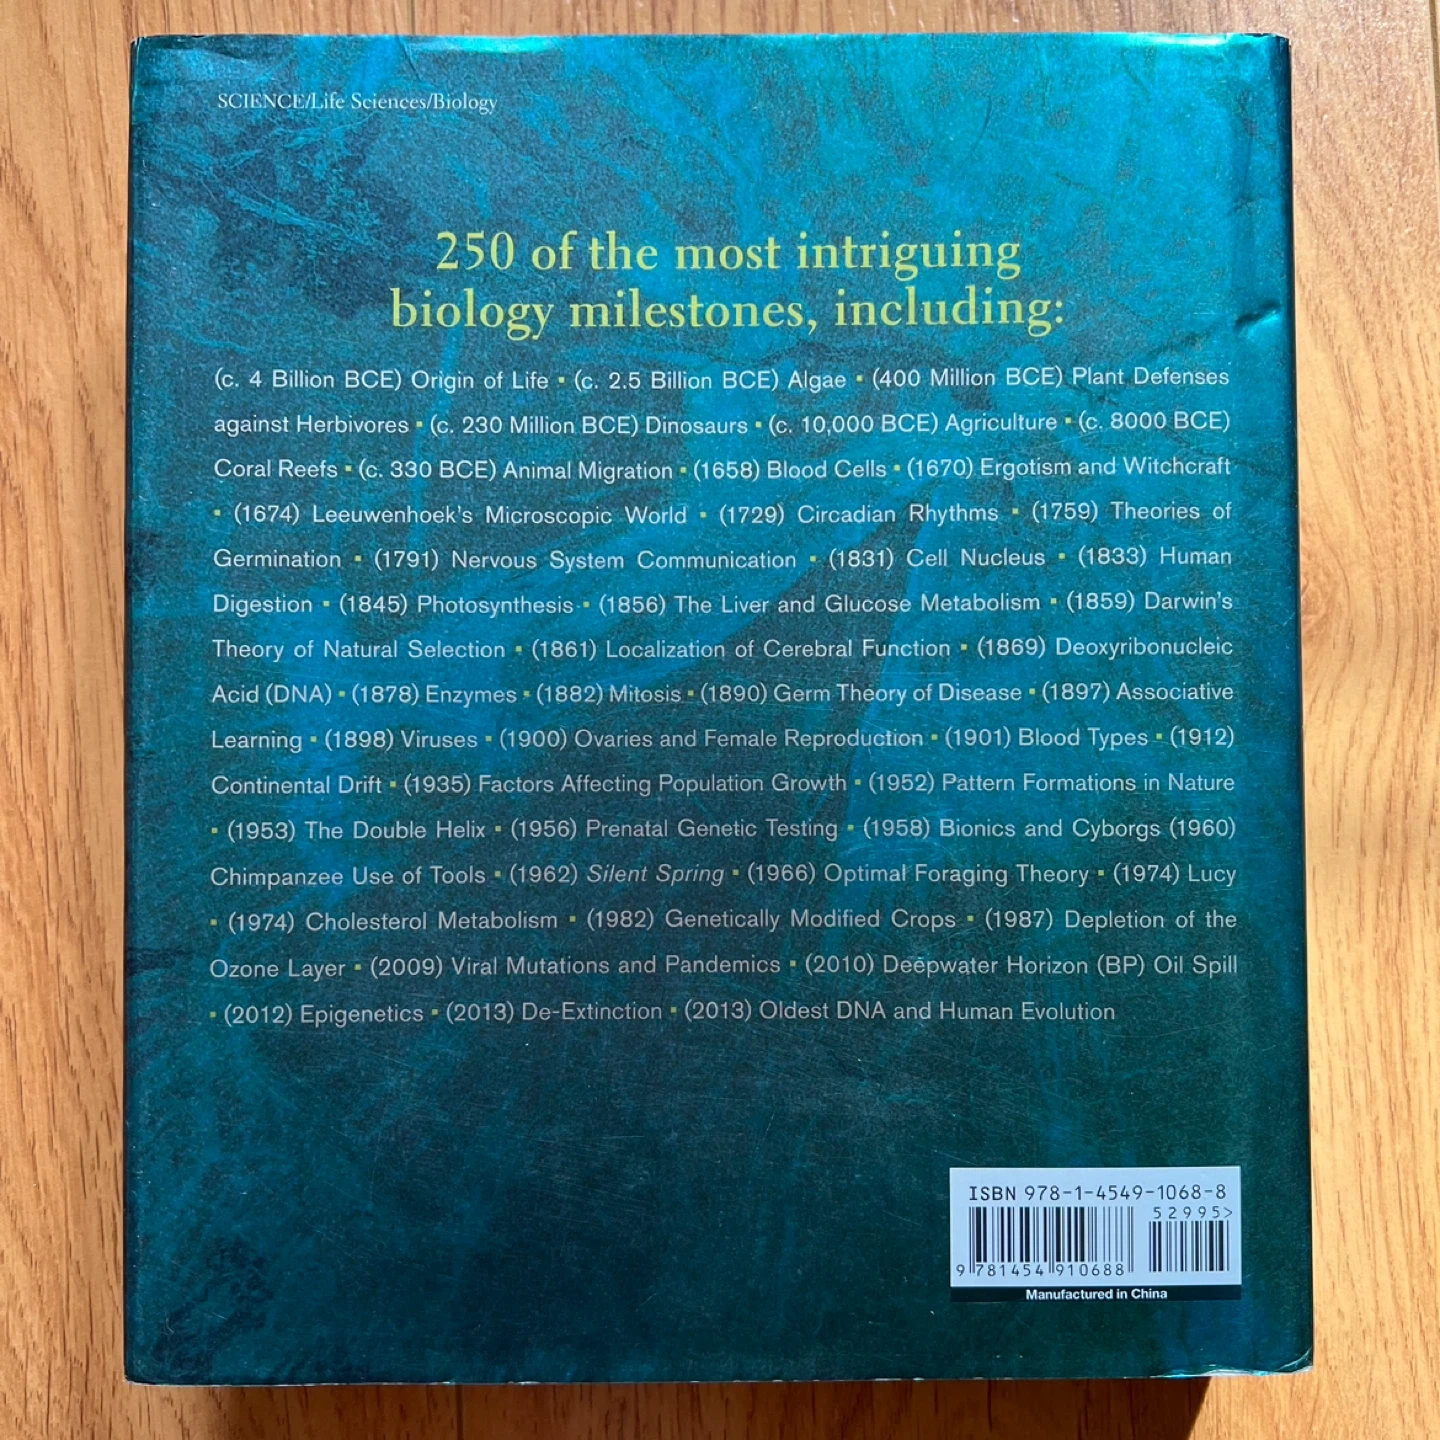 SCIENCE/Life Sciences/Biology
250 of the most intriguing
biology milestones, including:
(c. 4 Billion BCE) Origin of Life ▪ (c. 2.5 Billion BCE) Algae ▪ (400 Million BCE) Plant Defenses
against Herbivores ▪ (c. 230 Million BCE) Dinosaurs ▪ (c. 10,000 BCE) Agriculture ▪ (c. 8000 BCE)
Coral Reefs ▪ (c. 330 BCE) Animal Migration ▪ (1658) Blood Cells ▪ (1670) Ergotism and Witchcraft
▪ (1674) Leeuwenhoek's Microscopic World ▪ (1729) Circadian Rhythms ▪ (1759) Theories of
Germination ▪ (1791) Nervous System Communication ▪ (1831) Cell Nucleus ▪ (1833) Human
Digestion ▪ (1845) Photosynthesis ▪ (1856) The Liver and Glucose Metabolism ▪ (1859) Darwin's
Theory of Natural Selection ▪ (1861) Localization of Cerebral Function ▪ (1869) Deoxyribonucleic
Acid (DNA) ▪ (1878) Enzymes ▪ (1882) Mitosis ▪ (1890) Germ Theory of Disease ▪ (1897) Associative
Learning ▪ (1898) Viruses ▪ (1900) Ovaries and Female Reproduction ▪ (1901) Blood Types ▪ (1912)
Continental Drift ▪ (1935) Factors Affecting Population Growth ▪ (1952) Pattern Formations in Nature
▪ (1953) The Double Helix ▪ (1956) Prenatal Genetic Testing ▪ (1958) Bionics and Cyborgs (1960)
Chimpanzee Use of Tools ▪ (1962) Silent Spring ▪ (1966) Optimal Foraging Theory ▪ (1974) Lucy
▪ (1974) Cholesterol Metabolism ▪ (1982) Genetically Modified Crops ▪ (1987) Depletion of the
Ozone Layer ▪ (2009) Viral Mutations and Pandemics ▪ (2010) Deepwater Horizon (BP) Oil Spill
▪ (2012) Epigenetics ▪ (2013) De-Extinction ▪ (2013) Oldest DNA and Human Evolution
ISBN 978-1-4549-1068-8
52995>
9 781454 910688
Manufactured in China